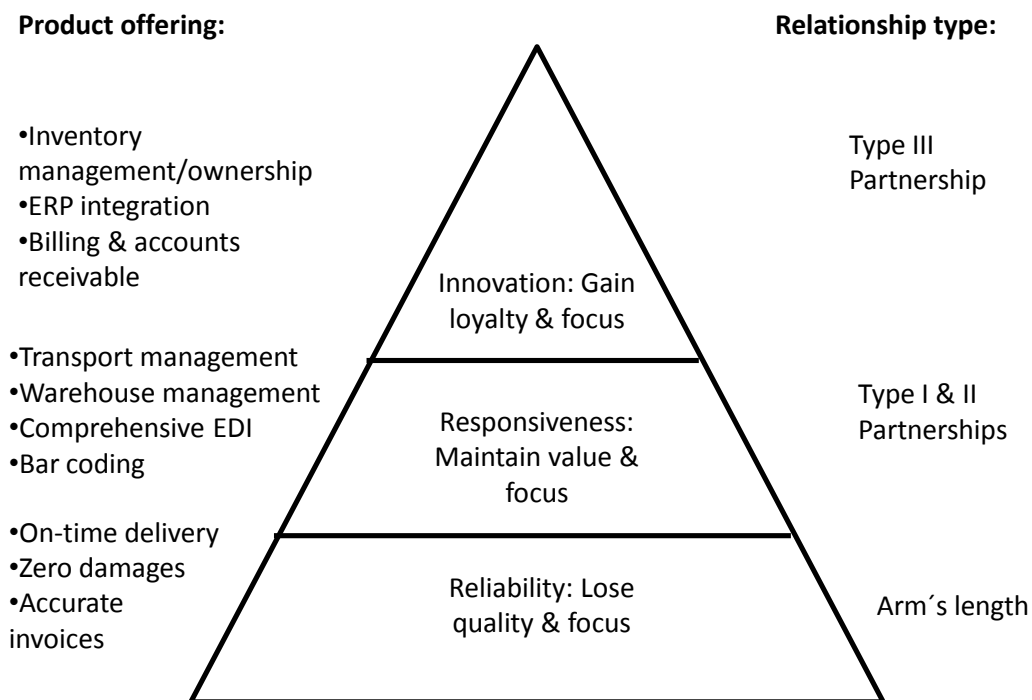 Product offering:
Relationship type:
•Inventory
management/ownership
•ERP integration
•Billing & accounts
receivable
Type III
Partnership
Innovation: Gain
loyalty & focus
•Transport management
•Warehouse management
•Comprehensive EDI
•Bar coding
Responsiveness:
Maintain value &
focus
Type I & II
Partnerships
•On-time delivery
•Zero damages
•Accurate
invoices
Reliability: Lose
quality & focus
Arm´s length